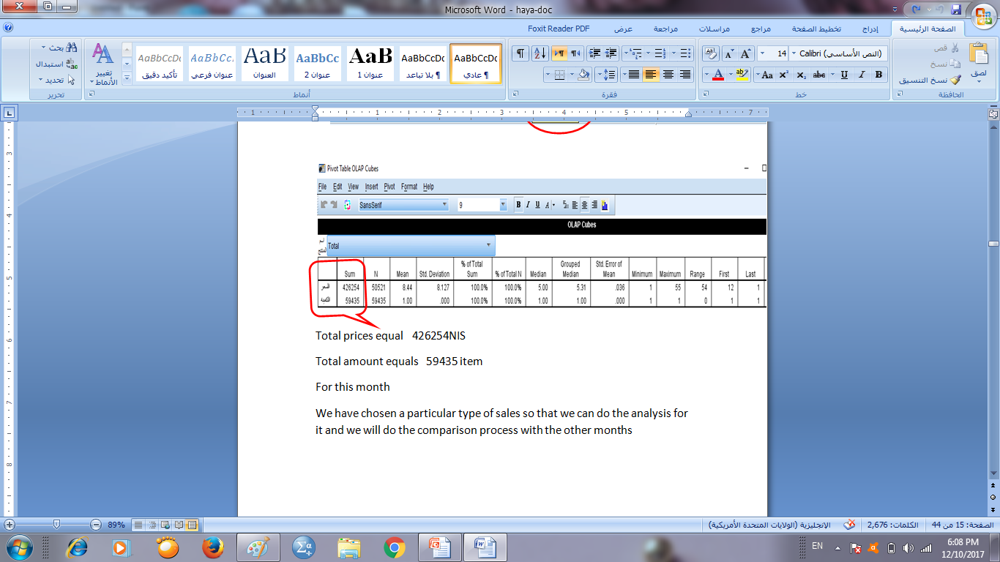 Microsoft Word - haya-doc
الصفحة الرئيسية إدراج تخطيط الصفحة مراجع مراسلات مراجعة عرض Foxit Reader PDF
لصق
قص
نسخ
نسخ التنسيق
الحافظة
Calibri (النص الأساسي) 14
خط
فقرة
AaBbCcDc AaBbCcDc AaBbC AaBbCc AaBb AaBbCc. AaBbCcDc
¶ عادي ¶ بلا تباعد عنوان 1 عنوان 2 العنوان عنوان فرعي تأكيد دقيق
تغيير الأنماط
أنماط
بحث
استبدال
تحديد
تحرير
Pivot Table OLAP Cubes
File Edit View Insert Pivot Format Help
SansSerif 9 B I U A
OLAP Cubes
اسم المنتج Total
Sum N Mean Std. Deviation % of Total Sum % of Total N Median Grouped Median Std. Error of Mean Minimum Maximum Range First Last
السعر 426254 50521 8.44 8.127 100.0% 100.0% 5.00 5.31 .036 1 55 54 12 1
الكمية 59435 59435 1.00 .000 100.0% 100.0% 1.00 1.00 .000 1 1 0 1 1
Total prices equal 426254NIS
Total amount equals 59435 item
For this month
We have chosen a particular type of sales so that we can do the analysis for
it and we will do the comparison process with the other months
الصفحة: 15 من 44 الكلمات: 2,676 الإنجليزية (الولايات المتحدة الأمريكية) 89%
EN 6:08 PM
12/10/2017